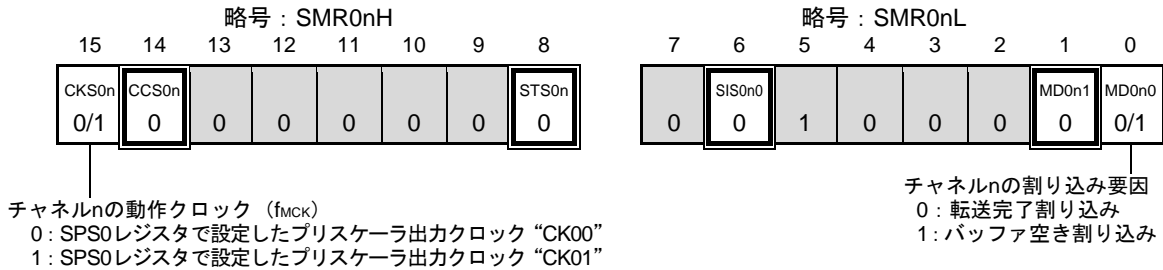 略号：SMR0nH 略号：SMR0nL
15 14 13 12 11 10 9 8 7 6 5 4 3 2 1 0
CKS0n CCS0n STS0n SIS0n0 MD0n1 MD0n0
0/1 0 0 0 0 0 0 0 0 0 1 0 0 0 0 0/1
チャネルnの動作クロック（fMCK）
0：SPS0レジスタで設定したプリスケーラ出力クロック“CK00”
1：SPS0レジスタで設定したプリスケーラ出力クロック“CK01”
チャネルnの割り込み要因
0：転送完了割り込み
1：バッファ空き割り込み